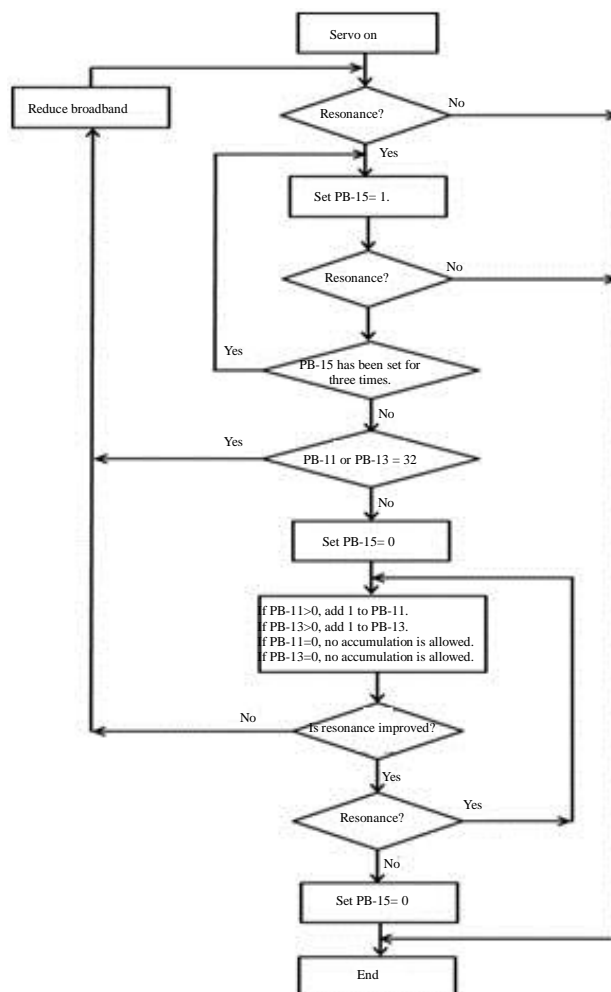 Servo on
Reduce broadband
Resonance?
No
Yes
Set PB-15= 1.
Resonance?
No
Yes
PB-15 has been set for
three times.
No
Yes
PB-11 or PB-13 = 32
No
Set PB-15= 0
If PB-11>0, add 1 to PB-11.
If PB-13>0, add 1 to PB-13.
If PB-11=0, no accumulation is allowed.
If PB-13=0, no accumulation is allowed.
No
Is resonance improved?
Yes
Resonance?
Yes
No
Set PB-15= 0
End